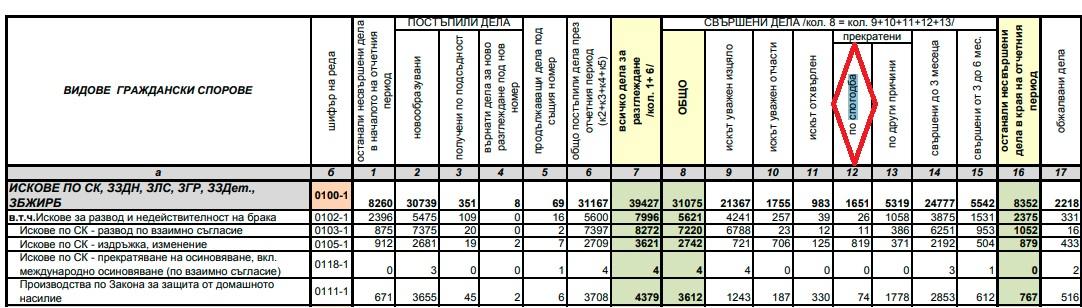 ВИДОВЕ ГРАЖДАНСКИ СПОРОВЕ
шифър на реда
останали несвършени дела в началото на отчетния период
ПОСТЪПИЛИ ДЕЛА
новообразувани
получени по подсъдност
върнати дела за ново разглеждане под нов номер
продължаващи дела под същия номер
общо постъпили дела през отчетния период (к2+к3+к4+к5)
всичко дела за разглеждане /кол. 1+ 6/
СВЪРШЕНИ ДЕЛА /кол. 8 = кол. 9+10+11+12+13/
ОБЩО
искът уважен изцяло
искът уважен отчасти
искът отхвърлен
прекратени
по спогодба
по други причини
свършени до 3 месеца
свършени от 3 до 6 мес.
останали несвършени дела в края на отчетния период
обжалвани дела
а б 1 2 3 4 5 6 7 8 9 10 11 12 13 14 15 16 17
ИСКОВЕ ПО СК, ЗЗДН, ЗЛС, ЗГР, ЗЗДет.,
ЗБЖИРБ 0100-1 8260 30739 351 8 69 31167 39427 31075 21367 1755 983 1651 5319 24777 5542 8352 2218
в.т.ч.Искове за развод и недействителност на брака 0102-1 2396 5475 109 0 16 5600 7996 5621 4241 257 39 26 1058 3875 1531 2375 331
Искове по СК - развод по взаимно съгласие 0103-1 875 7375 20 0 2 7397 8272 7220 6788 23 12 11 386 6251 953 1052 16
Искове по СК - издръжка, изменение 0105-1 912 2681 19 2 7 2709 3621 2742 721 706 125 819 371 2192 504 879 433
Искове по СК - прекратяване на осиновяване, вкл.
международно осиновяване (по взаимно съгласие) 0118-1 0 3 0 0 1 4 4 4 4 0 0 0 0 3 1 0 2
Производства по Закона за защита от домашното
насилие 0111-1 671 3655 45 2 6 3708 4379 3612 1243 187 330 74 1778 2853 612 767 516